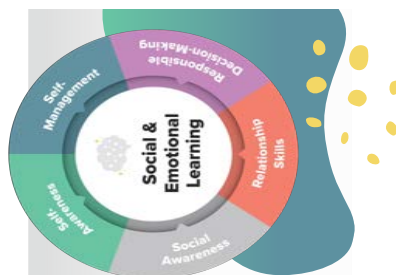 Social &
Emotional
Learning
Self-
Management
Responsible
Decision-Making
Relationship
Skills
Social
Awareness
Self-
Awareness